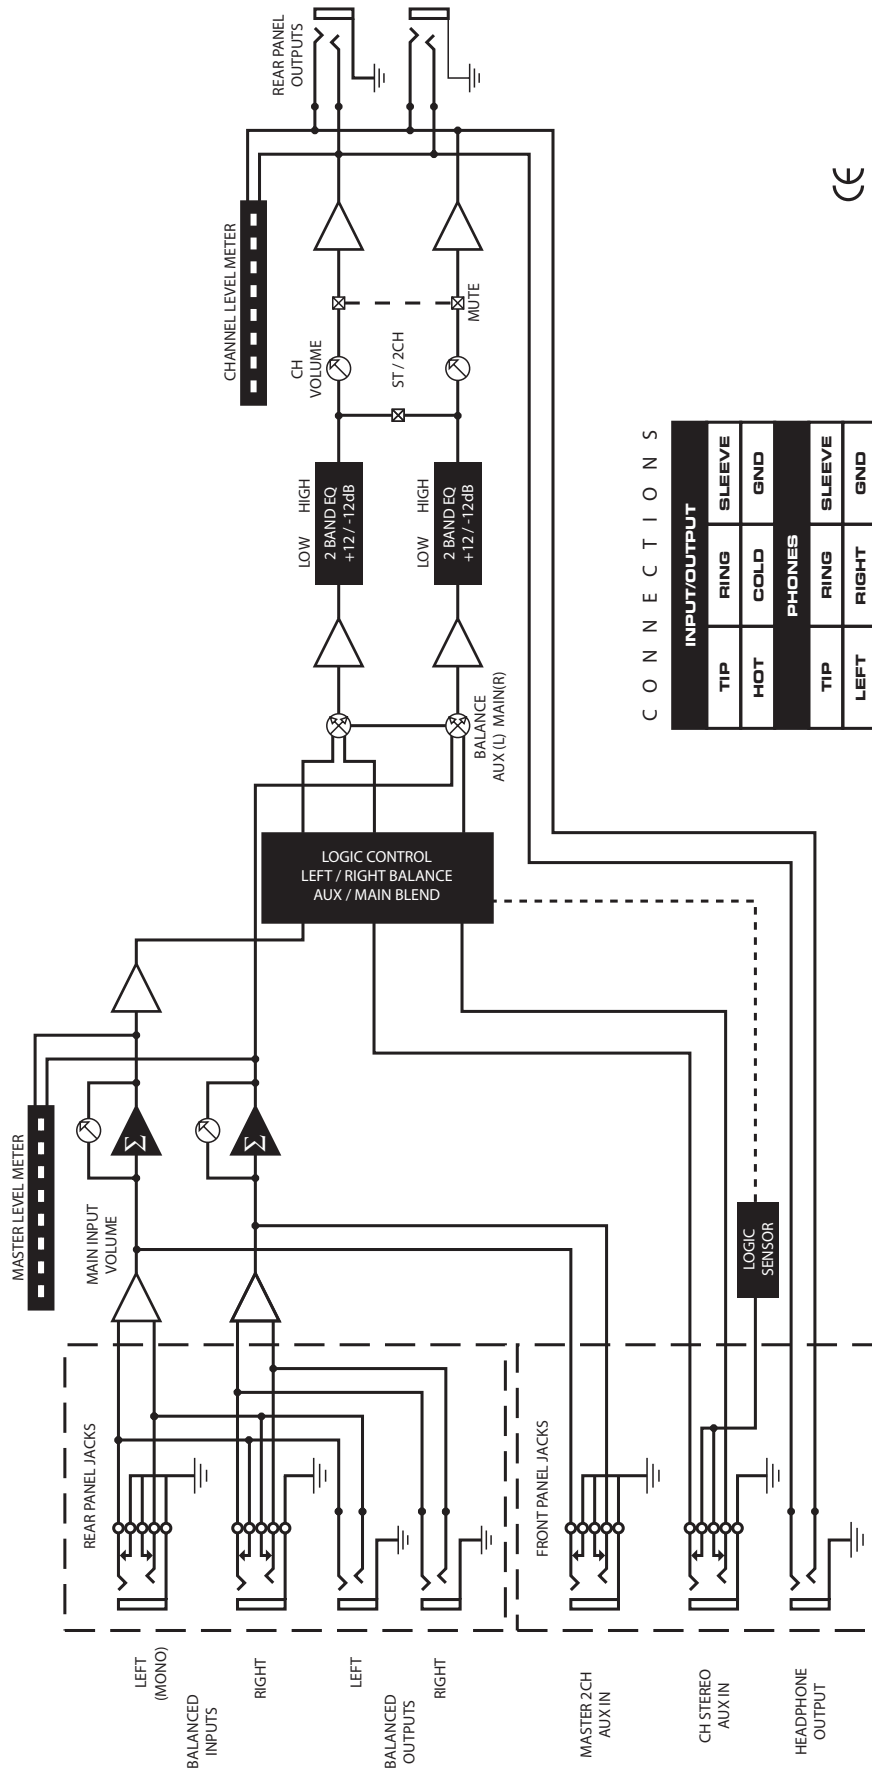 LEFT
(MONO)
BALANCED
INPUTS
RIGHT
LEFT
BALANCED
OUTPUTS
RIGHT
MASTER 2CH
AUX IN
CH STEREO
AUX IN
HEADPHONE
OUTPUT
REAR PANEL JACKS
FRONT PANEL JACKS
MASTER LEVEL METER
MAIN INPUT
VOLUME
Σ
Σ
LOGIC
SENSOR
LOGIC CONTROL
LEFT / RIGHT BALANCE
AUX / MAIN BLEND
BALANCE
AUX (L) MAIN(R)
LOW HIGH
2 BAND EQ
+12 / -12dB
LOW HIGH
2 BAND EQ
+12 / -12dB
CH
VOLUME
ST / 2CH
MUTE
CHANNEL LEVEL METER
REAR PANEL
OUTPUTS
CONNECTIONS
INPUT/OUTPUT
TIP RING SLEEVE
HOT COLD GND
PHONES
TIP RING SLEEVE
LEFT RIGHT GND
CE